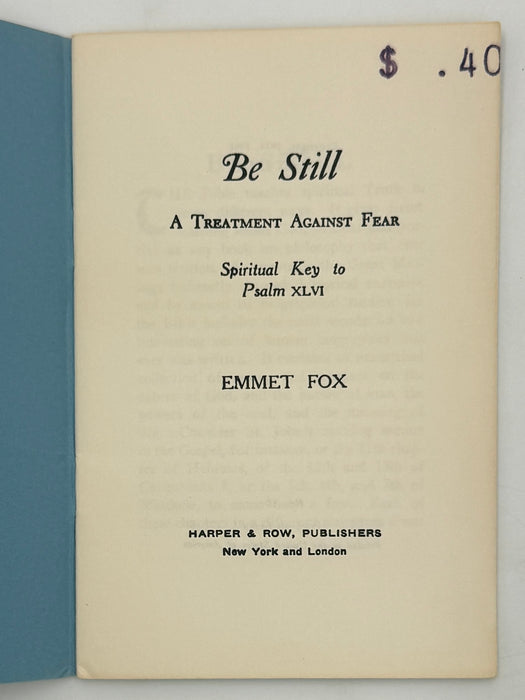 $ .40
Be Still
A Treatment Against Fear
Spiritual Key to
Psalm XLVI
EMMET FOX
HARPER & ROW, PUBLISHERS
New York and London